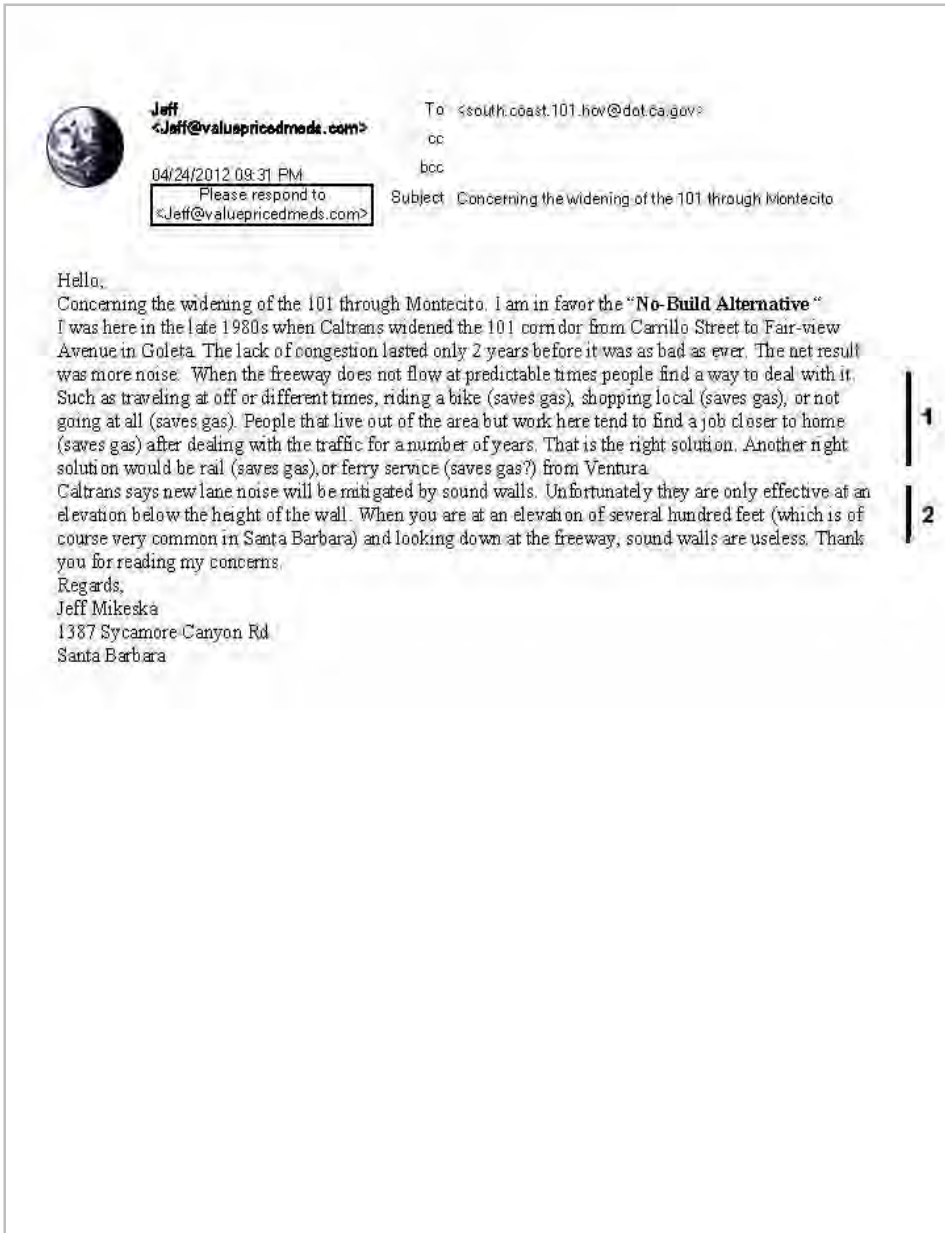 Jeff
<Jeff@valuepricedmeds.com>
04/24/2012 09:31 PM
Please respond to
<Jeff@valuepricedmeds.com>
To <south.coast.101.hov@dot.ca.gov>
cc
bcc
Subject Concerning the widening of the 101 through Montecito
Hello,
Concerning the widening of the 101 through Montecito. I am in favor the "No-Build Alternative "
I was here in the late 1980s when Caltrans widened the 101 corridor from Carrillo Street to Fair-view
Avenue in Goleta. The lack of congestion lasted only 2 years before it was as bad as ever. The net result
was more noise. When the freeway does not flow at predictable times people find a way to deal with it.
Such as traveling at off or different times, riding a bike (saves gas), shopping local (saves gas), or not
going at all (saves gas). People that live out of the area but work here tend to find a job closer to home
(saves gas) after dealing with the traffic for a number of years. That is the right solution. Another right
solution would be rail (saves gas),or ferry service (saves gas?) from Ventura.
1
Caltrans says new lane noise will be mitigated by sound walls. Unfortunately they are only effective at an
elevation below the height of the wall. When you are at an elevation of several hundred feet (which is of
course very common in Santa Barbara) and looking down at the freeway, sound walls are useless. Thank
you for reading my concerns.
2
Regards,
Jeff Mikeska
1387 Sycamore Canyon Rd
Santa Barbara